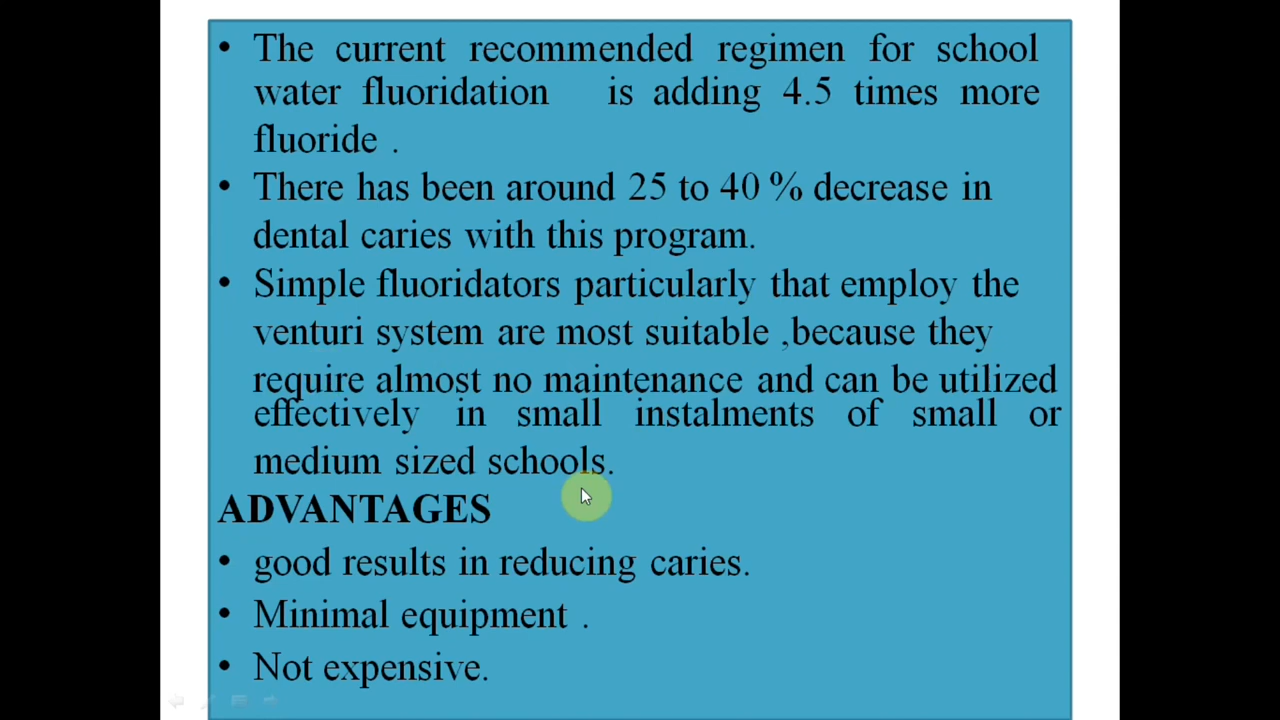 • The current recommended regimen for school
water fluoridation is adding 4.5 times more
fluoride .
• There has been around 25 to 40 % decrease in
dental caries with this program.
• Simple fluoridators particularly that employ the
venturi system are most suitable ,because they
require almost no maintenance and can be utilized
effectively in small instalments of small or
medium sized schools.
ADVANTAGES
• good results in reducing caries.
• Minimal equipment .
• Not expensive.